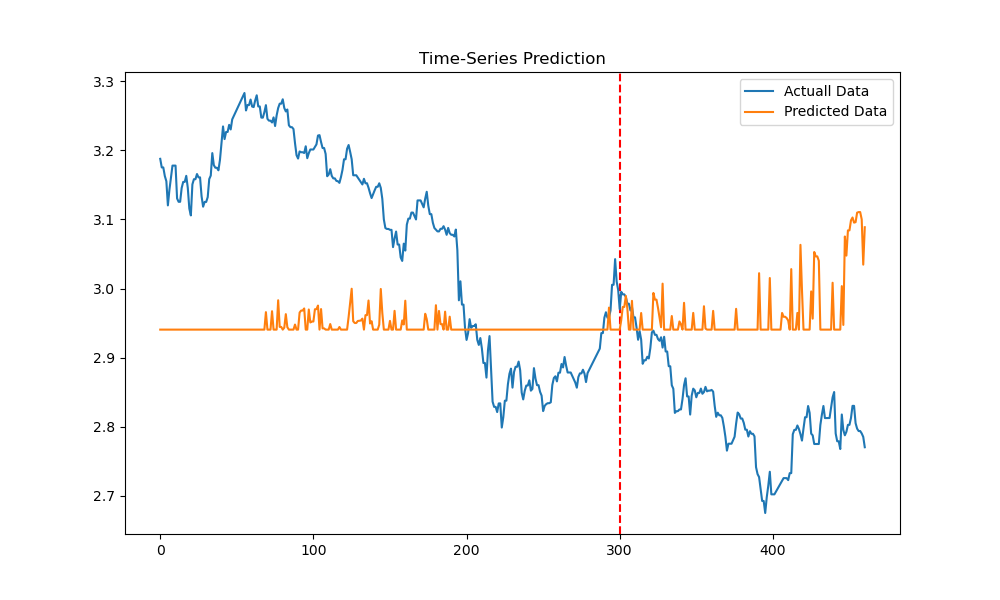 Time-Series Prediction
Actuall Data
Predicted Data
3.3
3.2
3.1
3.0
2.9
2.8
2.7
0 100 200 300 400